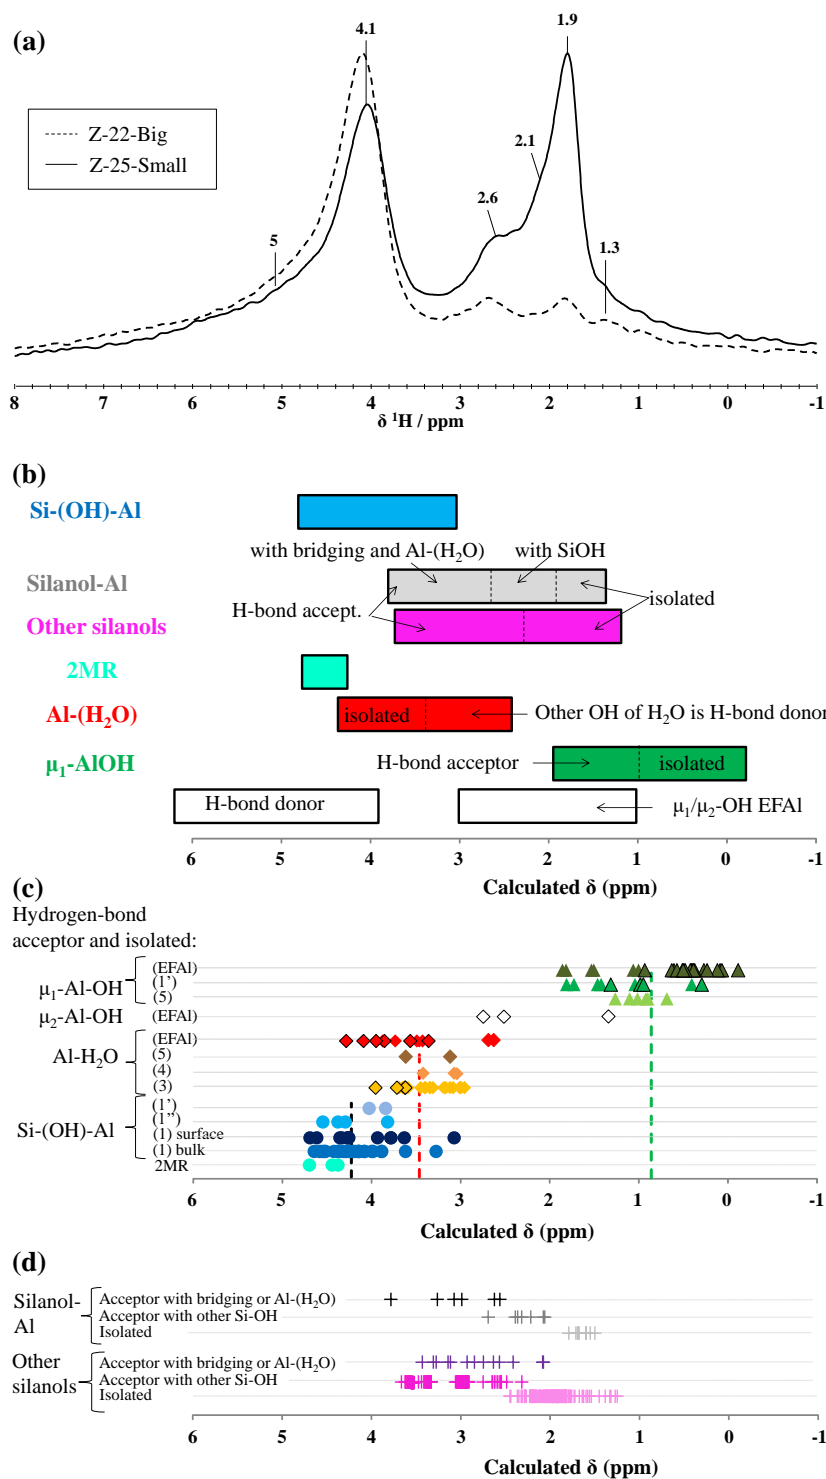 (a)
4.1
1.9
Z-22-Big
Z-25-Small
2.1
2.6
5
1.3
8 7 6 5 4 3 2 1 0 -1
δ ¹H / ppm
(b)
Si-(OH)-Al
with bridging and Al-(H₂O) with SiOH
Silanol-Al
H-bond accept. isolated
Other silanols
2MR
Al-(H₂O) isolated Other OH of H₂O is H-bond donor
μ₁-AlOH H-bond acceptor isolated
H-bond donor μ₁/μ₂-OH EFAl
6 5 4 3 2 1 0 -1
Calculated δ (ppm)
(c)
Hydrogen-bond
acceptor and isolated:
μ₁-Al-OH (EFAl)
(1')
(5)
μ₂-Al-OH (EFAl)
Al-H₂O (EFAl)
(5)
(4)
(3)
Si-(OH)-Al (1')
(1'')
(1) surface
(1) bulk
2MR
6 5 4 3 2 1 0 -1
Calculated δ (ppm)
(d)
Silanol-
Al
Acceptor with bridging or Al-(H₂O)
Acceptor with other Si-OH
Isolated
Other
silanols
Acceptor with bridging or Al-(H₂O)
Acceptor with other Si-OH
Isolated
6 5 4 3 2 1 0 -1
Calculated δ (ppm)